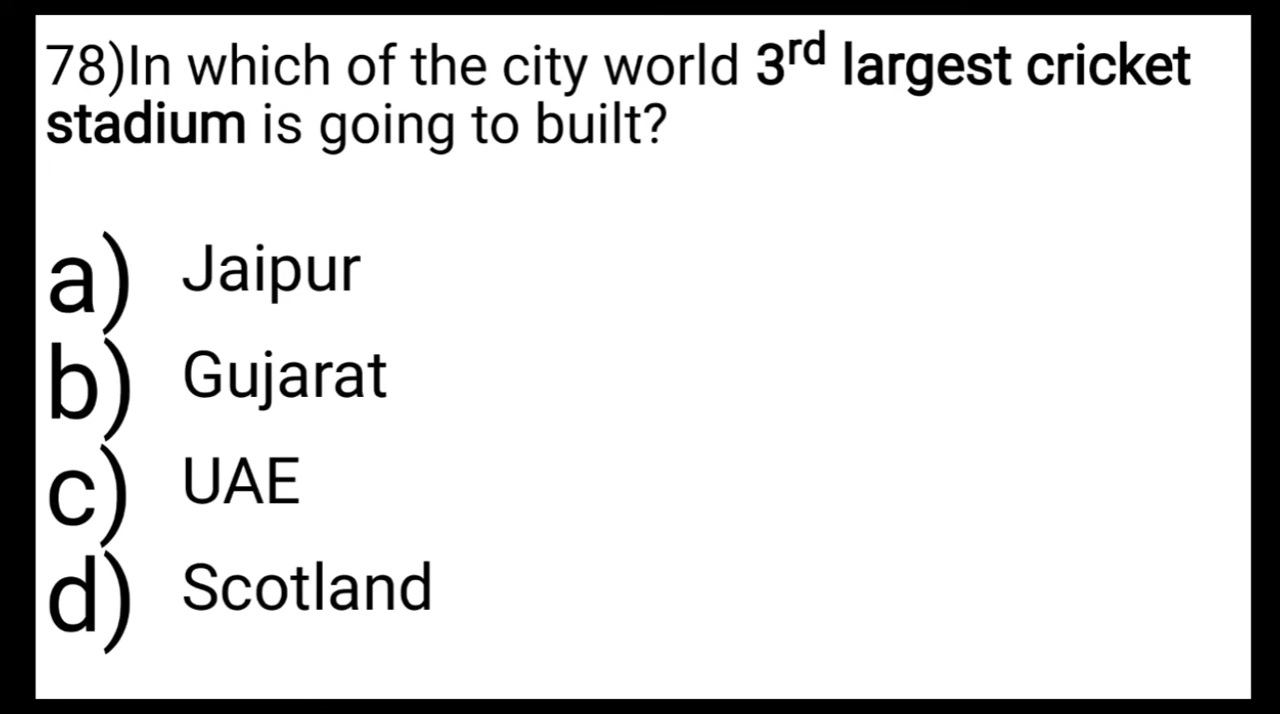 78)In which of the city world 3rd largest cricket
stadium is going to built?
a) Jaipur
b) Gujarat
c) UAE
d) Scotland